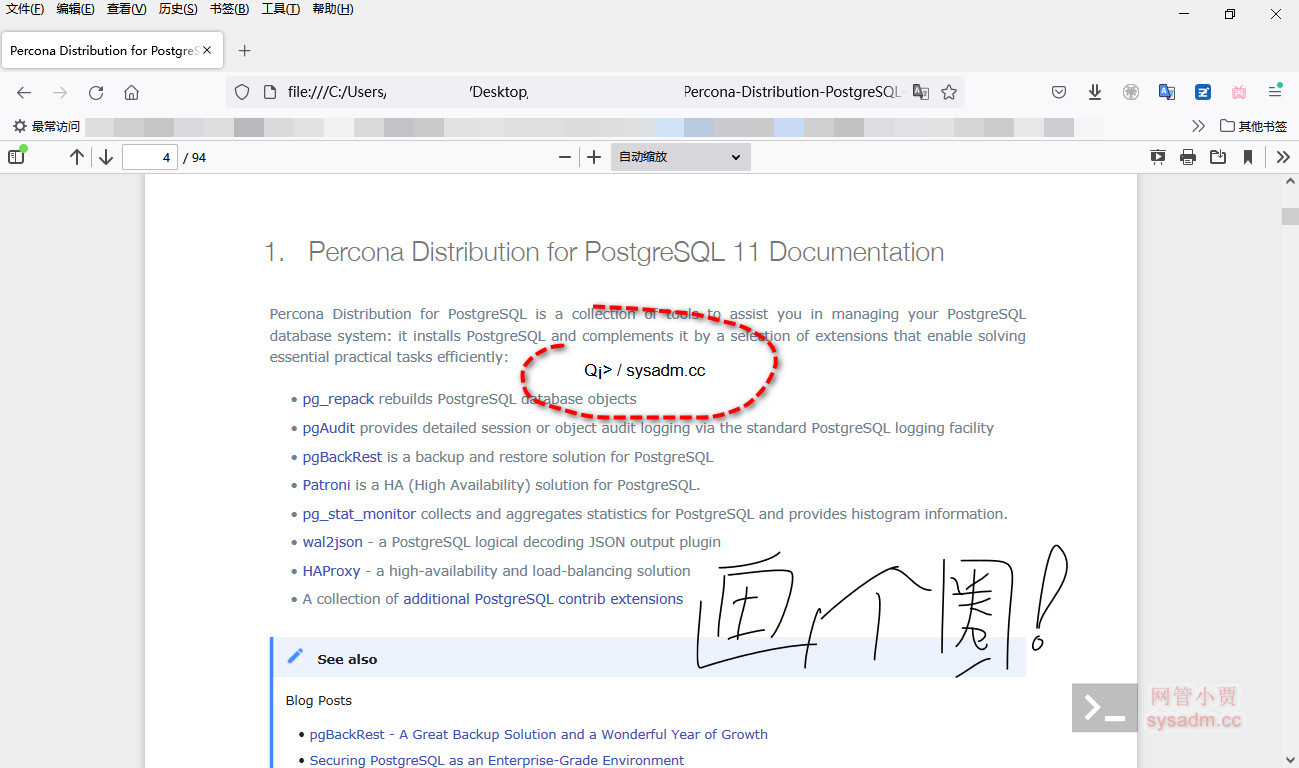 文件(F) 编辑(E) 查看(V) 历史(S) 书签(B) 工具(T) 帮助(H)
Percona Distribution for PostgreS
file:///C:/Users/ /Desktop, Percona-Distribution-PostgreSQL-
最常访问 其他书签
4 / 94 自动缩放
1. Percona Distribution for PostgreSQL 11 Documentation
Percona Distribution for PostgreSQL is a collection of tools to assist you in managing your PostgreSQL
database system: it installs PostgreSQL and complements it by a selection of extensions that enable solving
essential practical tasks efficiently:
Q¡> / sysadm.cc
• pg_repack rebuilds PostgreSQL database objects
• pgAudit provides detailed session or object audit logging via the standard PostgreSQL logging facility
• pgBackRest is a backup and restore solution for PostgreSQL
• Patroni is a HA (High Availability) solution for PostgreSQL.
• pg_stat_monitor collects and aggregates statistics for PostgreSQL and provides histogram information.
• wal2json - a PostgreSQL logical decoding JSON output plugin
• HAProxy - a high-availability and load-balancing solution
• A collection of additional PostgreSQL contrib extensions
画个圈!
See also
Blog Posts
• pgBackRest - A Great Backup Solution and a Wonderful Year of Growth
• Securing PostgreSQL as an Enterprise-Grade Environment
网管小贾
sysadm.cc